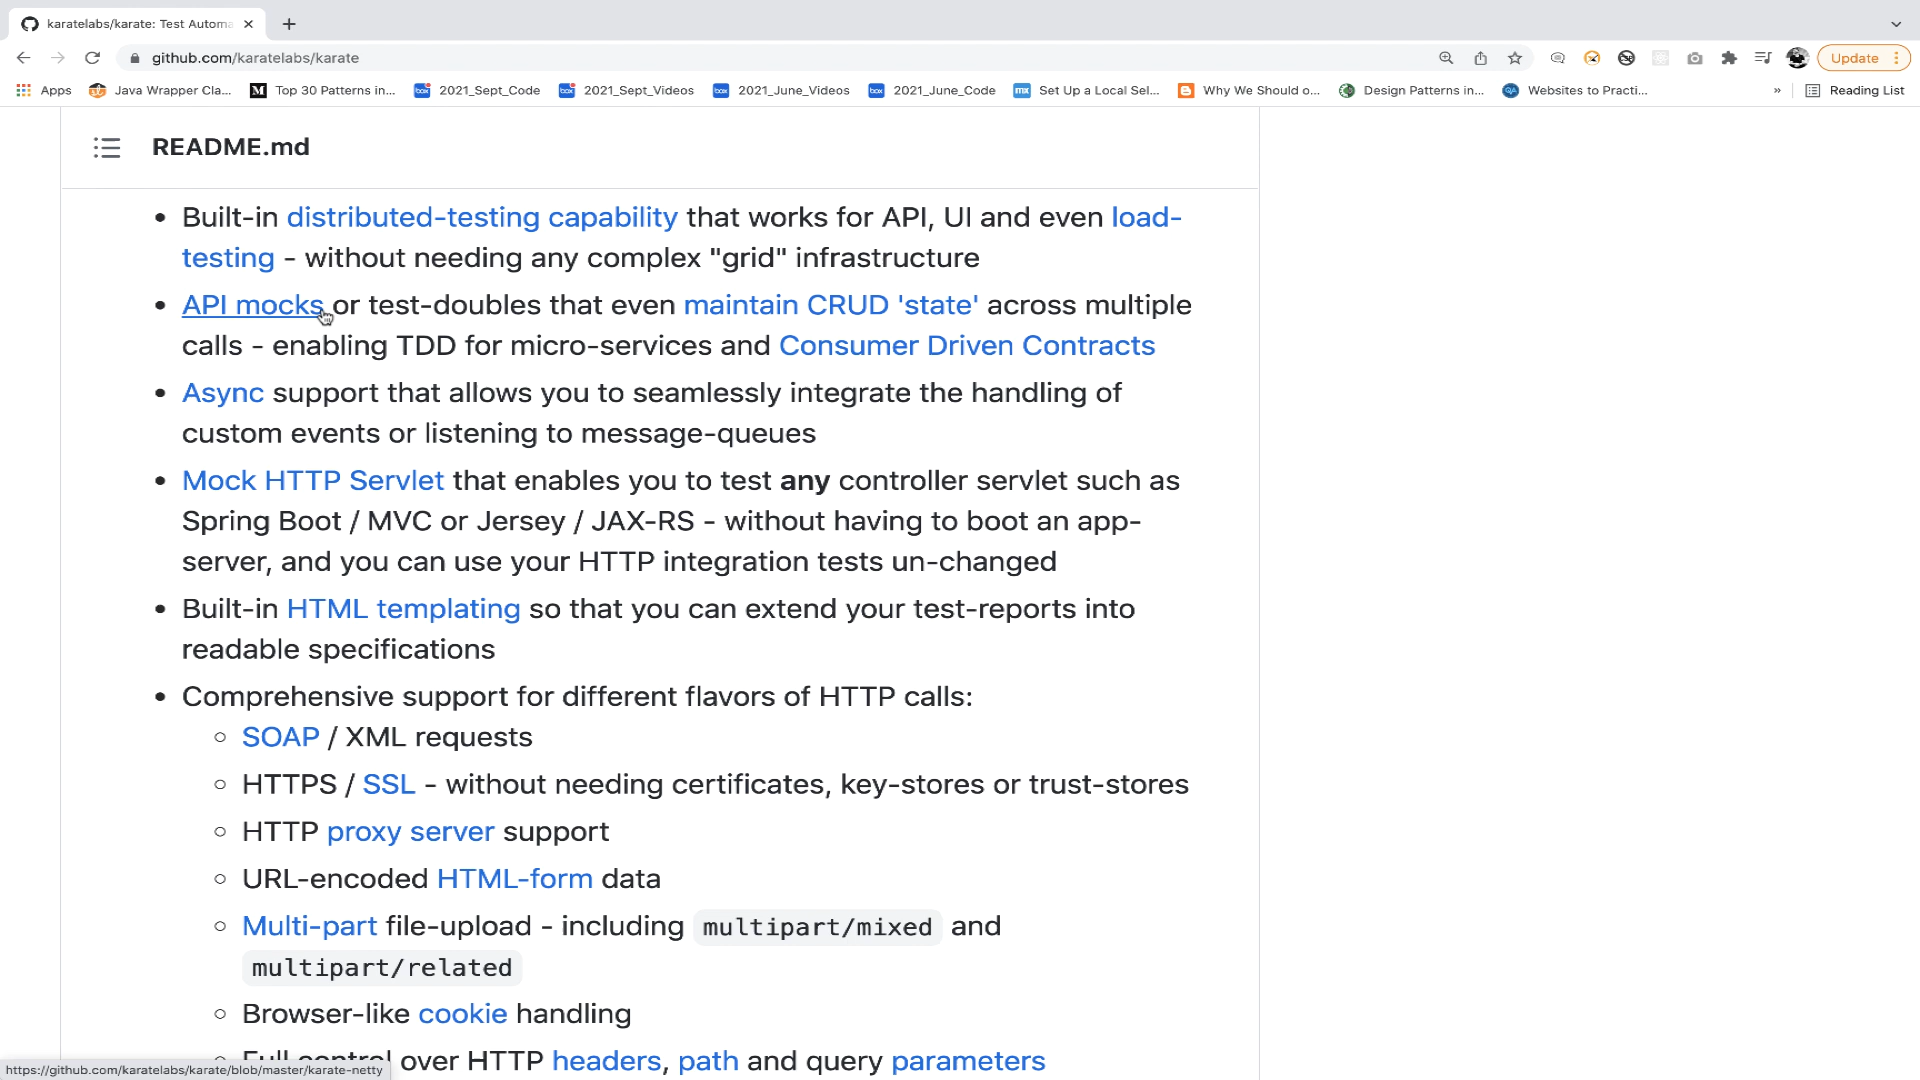 karatelabs/karate: Test Automa
github.com/karatelabs/karate
Update
Apps
Java Wrapper Cla...
Top 30 Patterns in...
2021_Sept_Code
2021_Sept_Videos
2021_June_Videos
2021_June_Code
Set Up a Local Sel...
Why We Should o...
Design Patterns in...
Websites to Practi...
»
Reading List
README.md
• Built-in distributed-testing capability that works for API, UI and even load-
testing - without needing any complex "grid" infrastructure
• API mocks or test-doubles that even maintain CRUD 'state' across multiple
calls - enabling TDD for micro-services and Consumer Driven Contracts
• Async support that allows you to seamlessly integrate the handling of
custom events or listening to message-queues
• Mock HTTP Servlet that enables you to test any controller servlet such as
Spring Boot / MVC or Jersey / JAX-RS - without having to boot an app-
server, and you can use your HTTP integration tests un-changed
• Built-in HTML templating so that you can extend your test-reports into
readable specifications
• Comprehensive support for different flavors of HTTP calls:
○ SOAP / XML requests
○ HTTPS / SSL - without needing certificates, key-stores or trust-stores
○ HTTP proxy server support
○ URL-encoded HTML-form data
○ Multi-part file-upload - including multipart/mixed and
multipart/related
○ Browser-like cookie handling
○ Full control over HTTP headers, path and query parameters
https://github.com/karatelabs/karate/blob/master/karate-netty